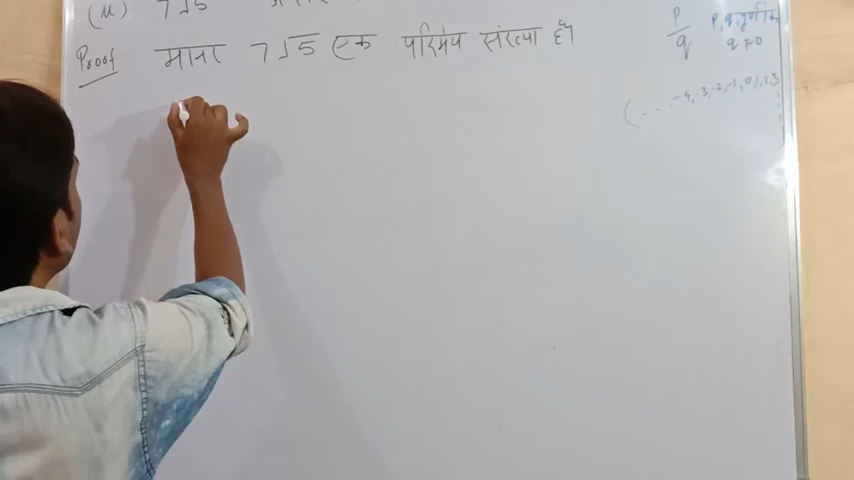 (ii) 7√5
Proof माना 7√5 एक परिमेय संख्या है।
p/q p, q, पूर्णांक
q≠0
(.... -4, -3, -2, -1, 0, 1, 2, 3